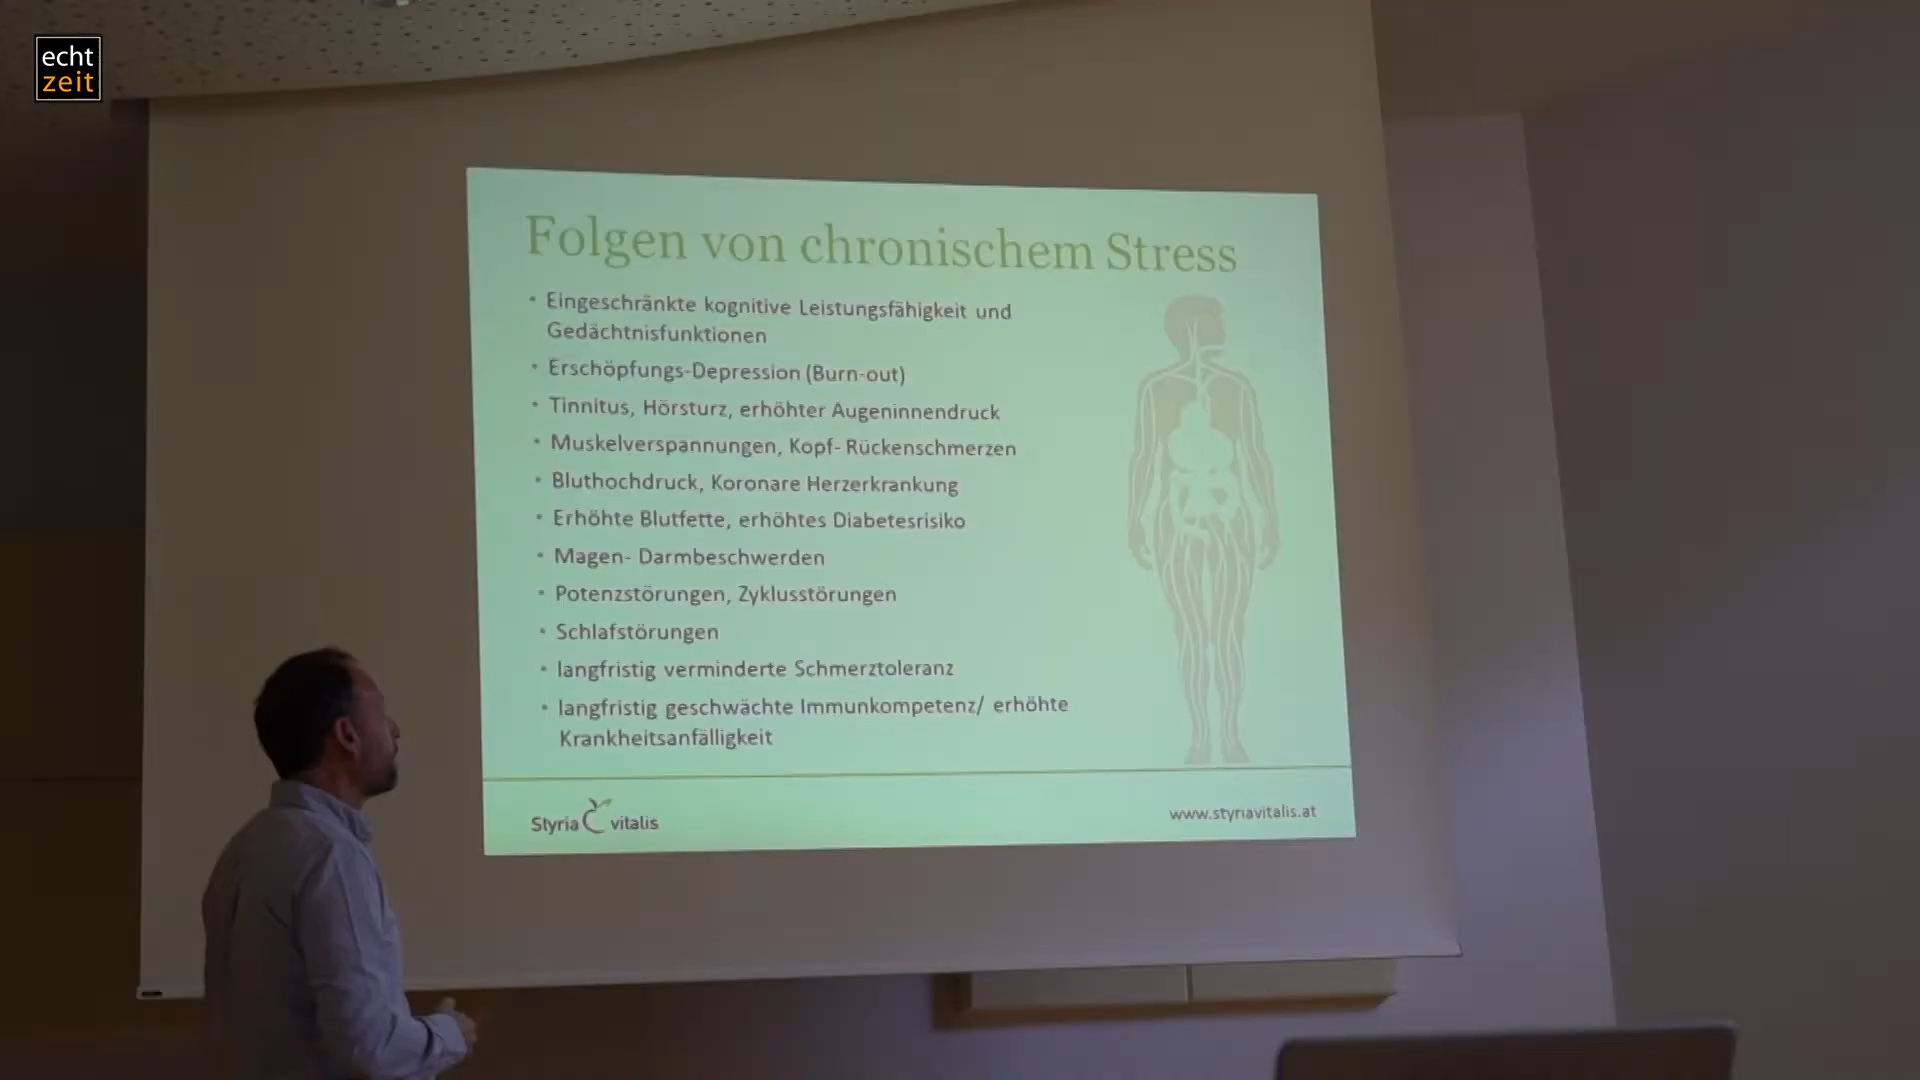 echt
zeit
Folgen von chronischem Stress
• Eingeschränkte kognitive Leistungsfähigkeit und
Gedächtnisfunktionen
• Erschöpfungs-Depression (Burn-out)
• Tinnitus, Hörsturz, erhöhter Augeninnendruck
• Muskelverspannungen, Kopf- Rückenschmerzen
• Bluthochdruck, Koronare Herzerkrankung
• Erhöhte Blutfette, erhöhtes Diabetesrisiko
• Magen- Darmbeschwerden
• Potenzstörungen, Zyklusstörungen
• Schlafstörungen
• langfristig verminderte Schmerztoleranz
• langfristig geschwächte Immunkompetenz/ erhöhte
Krankheitsanfälligkeit
Styria vitalis
www.styriavitalis.at